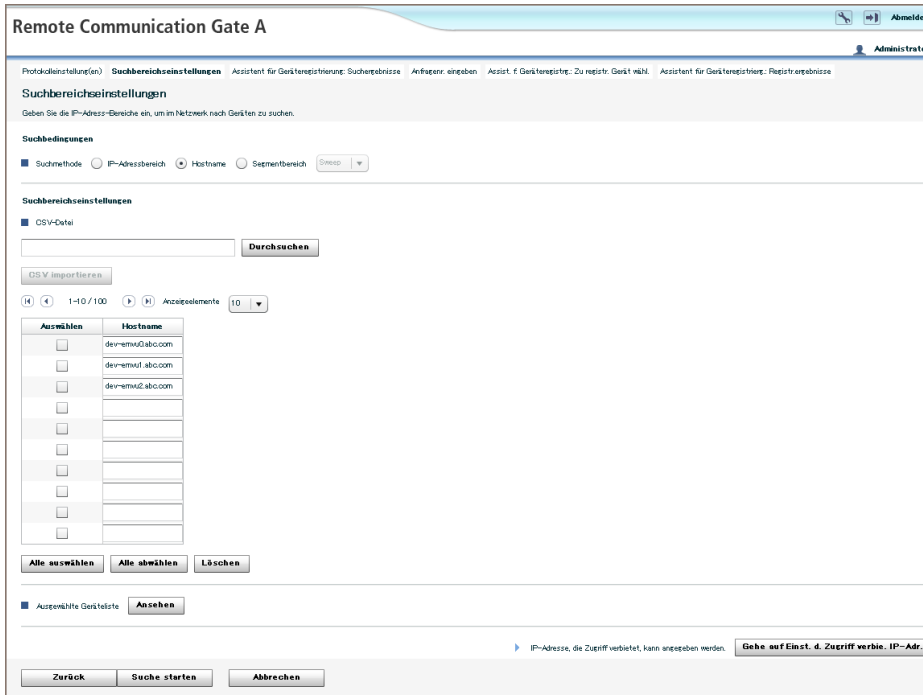 Remote Communication Gate A
Abmelde
Administrato
Protokolleinstellung(en) Suchbereichseinstellungen Assistent für Geräteregistrierung: Suchergebnisse Anfragenr. eingeben Assist. f. Geräteregistrg.: Zu registr. Gerät wähl. Assistent für Geräteregistrierg.: Registr.ergebnisse
Suchbereichseinstellungen
Geben Sie die IP-Adress-Bereiche ein, um im Netzwerk nach Geräten zu suchen.
Suchbedingungen
Suchmethode IP-Adressbereich Hostname Segmentbereich Sweep
Suchbereichseinstellungen
CSV-Datei
Durchsuchen
CSV importieren
1-10 / 100 Anzeigeelemente 10
Auswählen Hostname
dev-emvu0.abc.com
dev-emvu1.abc.com
dev-emvu2.abc.com
Alle auswählen Alle abwählen Löschen
Ausgewählte Geräteliste Ansehen
IP-Adresse, die Zugriff verbietet, kann angegeben werden. Gehe auf Einst. d. Zugriff verbie. IP-Adr.
Zurück Suche starten Abbrechen